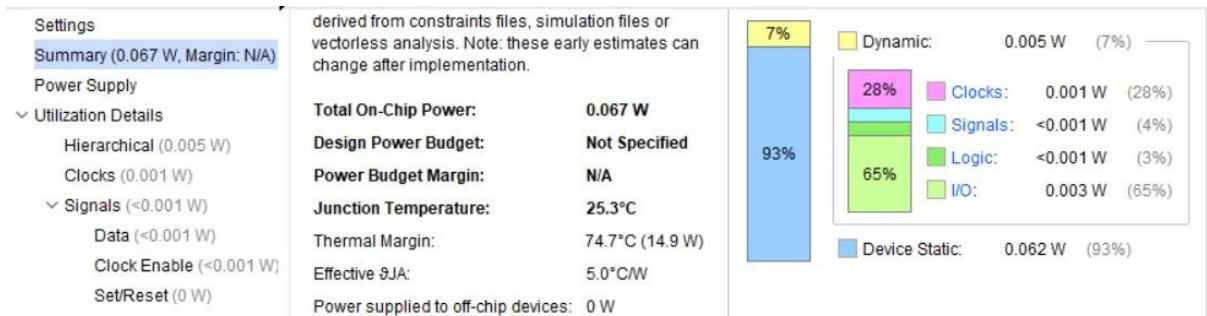 Settings
Summary (0.067 W, Margin: N/A)
Power Supply
Utilization Details
Hierarchical (0.005 W)
Clocks (0.001 W)
Signals (<0.001 W)
Data (<0.001 W)
Clock Enable (<0.001 W)
Set/Reset (0 W)
derived from constraints files, simulation files or
vectorless analysis. Note: these early estimates can
change after implementation.
Total On-Chip Power: 0.067 W
Design Power Budget: Not Specified
Power Budget Margin: N/A
Junction Temperature: 25.3°C
Thermal Margin: 74.7°C (14.9 W)
Effective ϑJA: 5.0°C/W
Power supplied to off-chip devices: 0 W
7%
93%
Dynamic: 0.005 W (7%)
28%
65%
Clocks: 0.001 W (28%)
Signals: <0.001 W (4%)
Logic: <0.001 W (3%)
I/O: 0.003 W (65%)
Device Static: 0.062 W (93%)